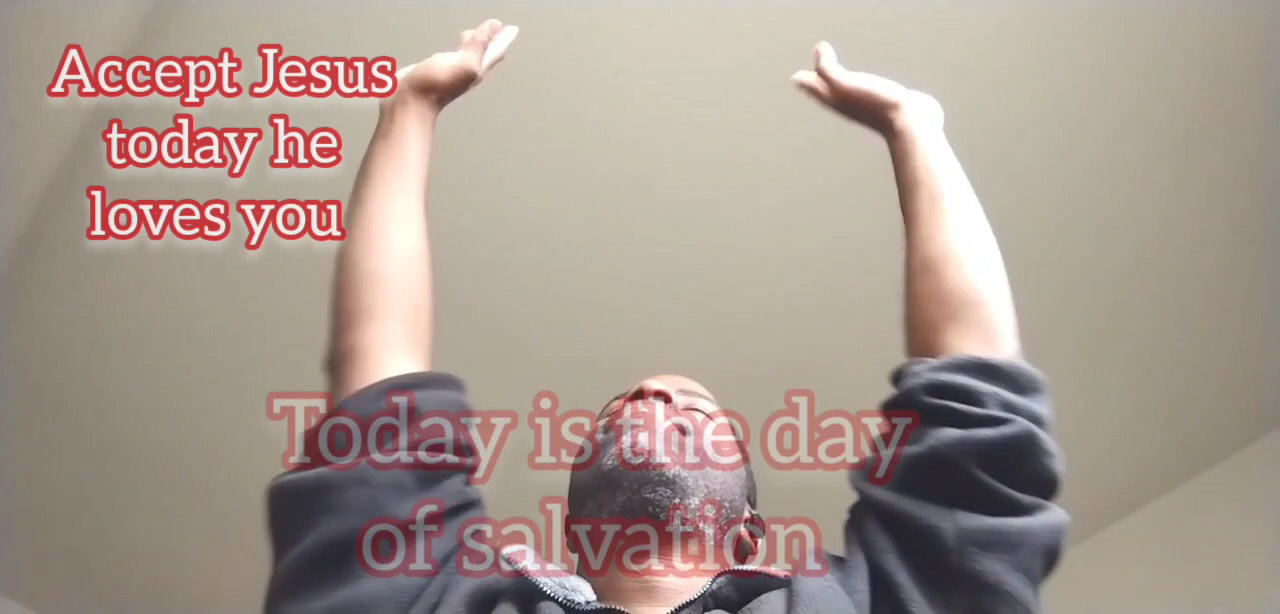 Accept Jesus
today he
loves you
Today is the day
of salvation